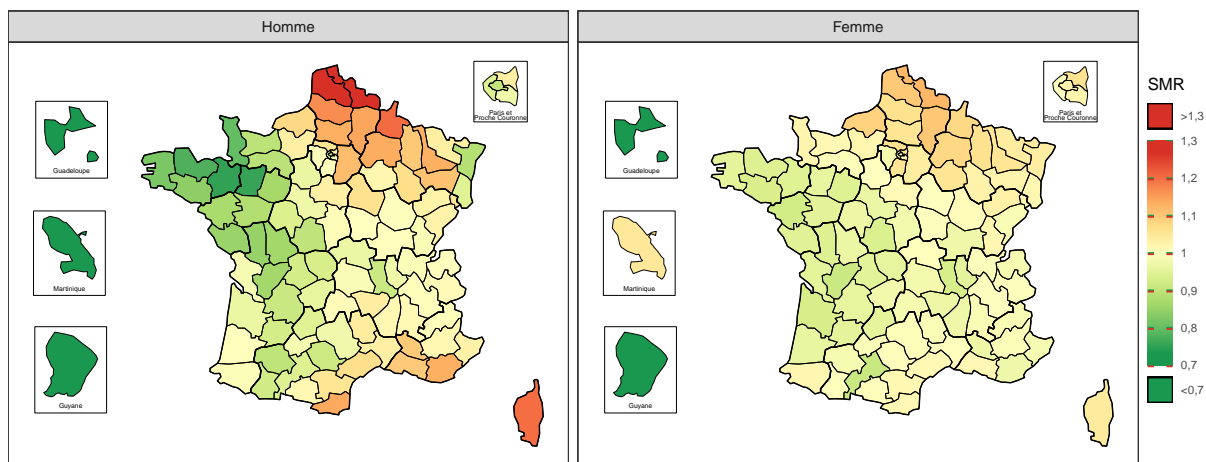 Homme
Femme
Paris et
Proche Couronne
Guadeloupe
Martinique
Guyane
Paris et
Proche Couronne
Guadeloupe
Martinique
Guyane
SMR
>1,3
1,3
1,2
1,1
1
0,9
0,8
0,7
<0,7